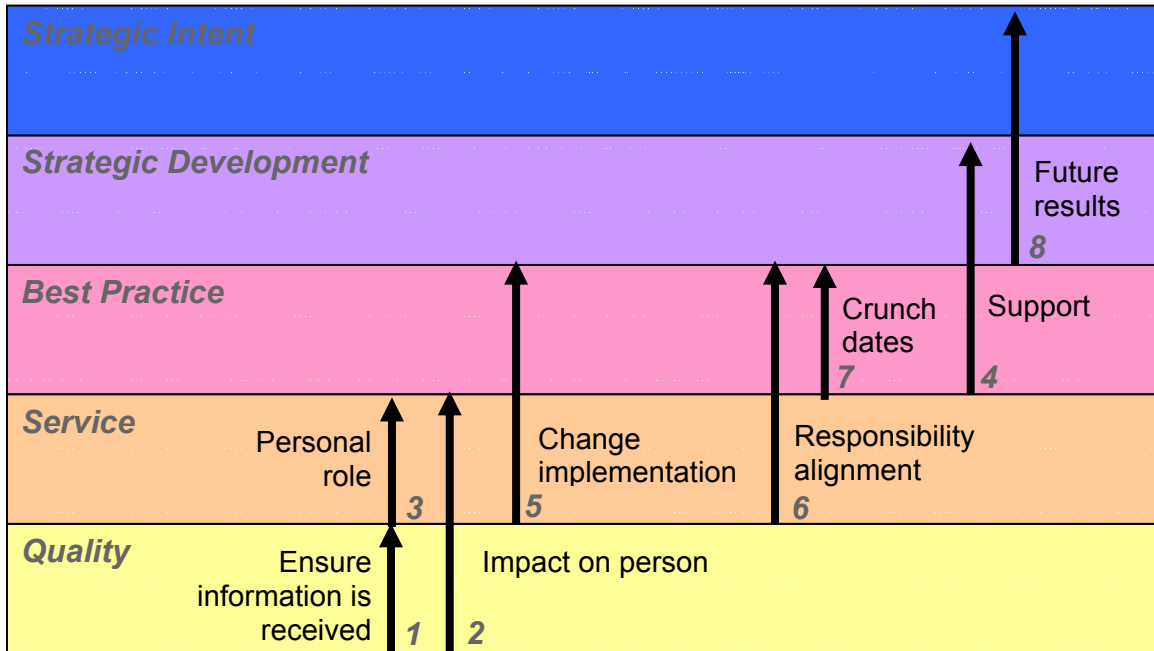 Strategic Intent
Strategic Development
Future
results
8
Best Practice
Crunch
dates
7
Support
4
Service
Personal
role
3
Change
implementation
5
Responsibility
alignment
6
Quality
Ensure
information is
received
1
Impact on person
2